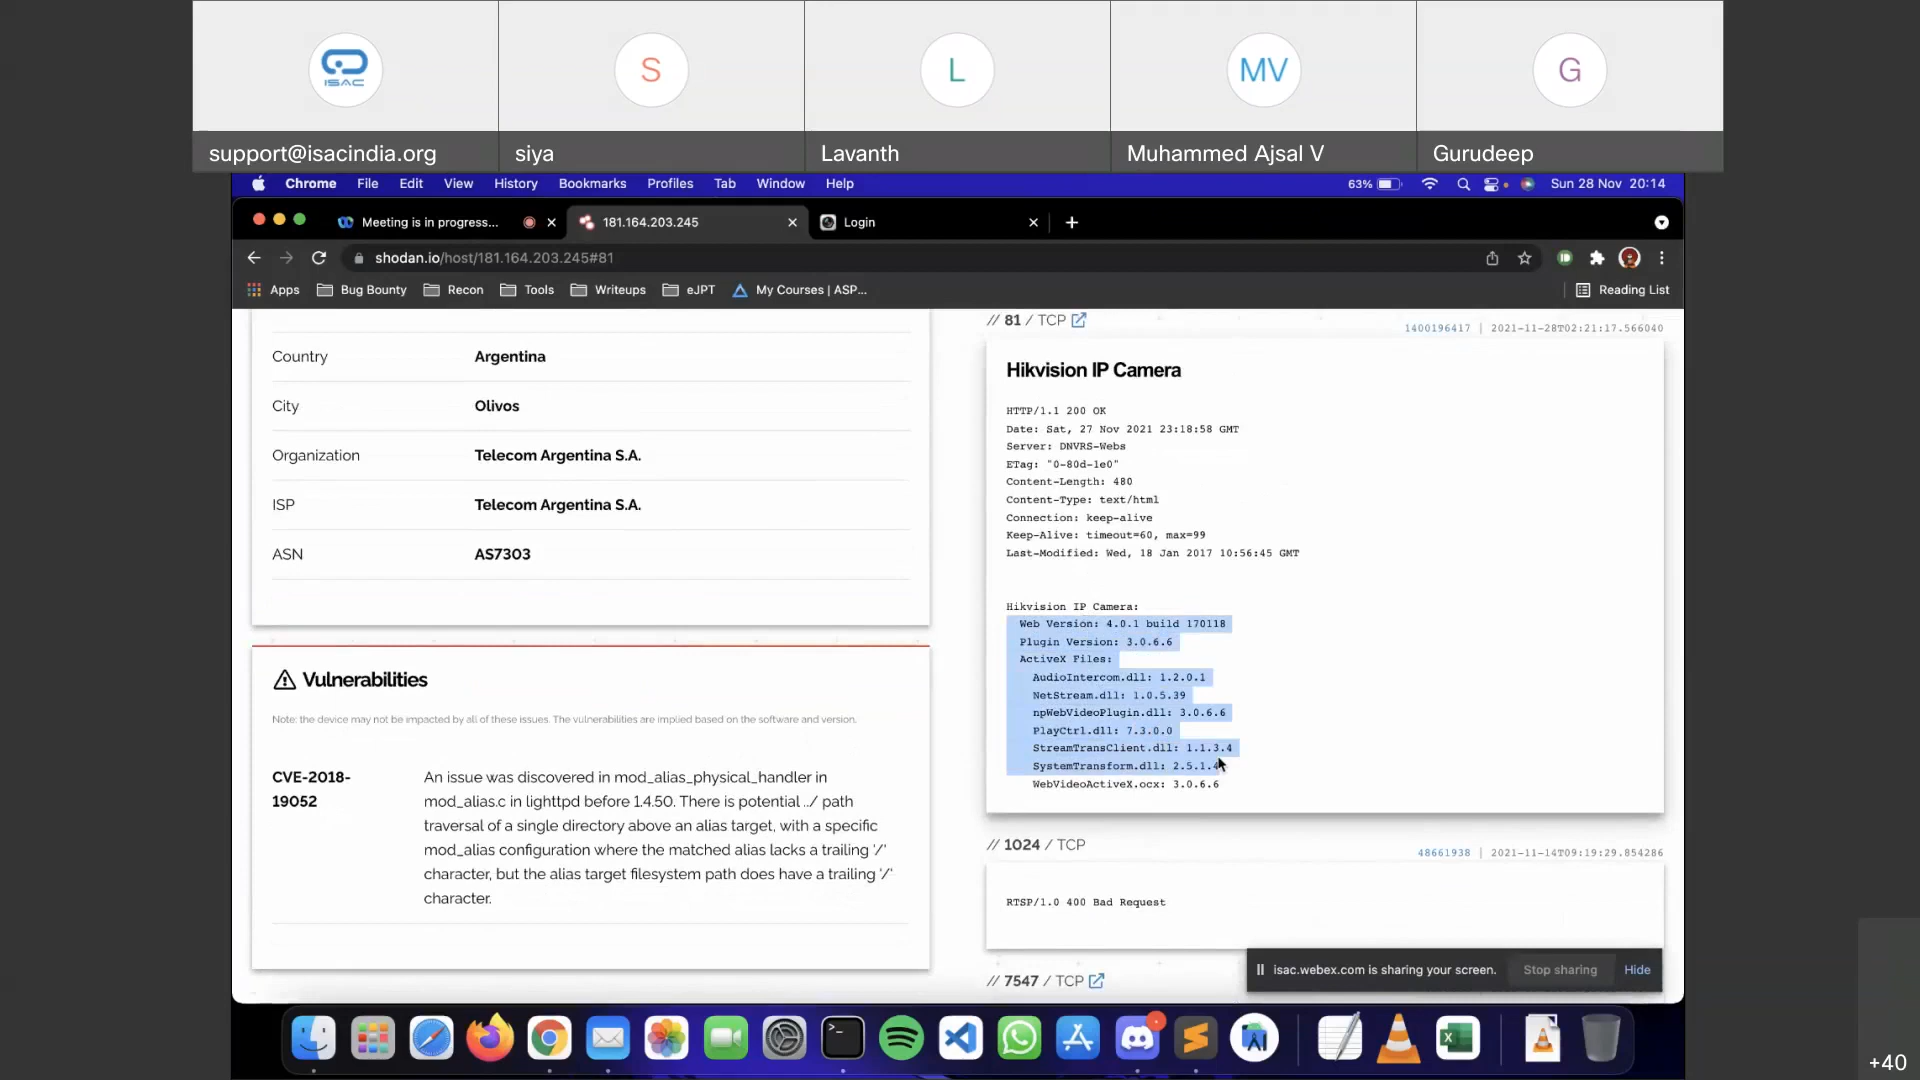 ISAC
S
L
MV
G
support@isacindia.org
siya
Lavanth
Muhammed Ajsal V
Gurudeep
Chrome File Edit View History Bookmarks Profiles Tab Window Help
63% Sun 28 Nov 20:14
Meeting is in progress...
181.164.203.245
Login
shodan.io/host/181.164.203.245#81
Apps Bug Bounty Recon Tools Writeups eJPT My Courses | ASP...
Reading List
Country Argentina
City Olivos
Organization Telecom Argentina S.A.
ISP Telecom Argentina S.A.
ASN AS7303
Vulnerabilities
Note: the device may not be impacted by all of these issues. The vulnerabilities are implied based on the software and version.
CVE-2018-
19052
An issue was discovered in mod_alias_physical_handler in
mod_alias.c in lighttpd before 1.4.50. There is potential ../ path
traversal of a single directory above an alias target, with a specific
mod_alias configuration where the matched alias lacks a trailing '/'
character, but the alias target filesystem path does have a trailing '/'
character.
// 81 / TCP
1400196417 | 2021-11-28T02:21:17.566040
Hikvision IP Camera
HTTP/1.1 200 OK
Date: Sat, 27 Nov 2021 23:18:58 GMT
Server: DNVRS-Webs
ETag: "0-80d-1e0"
Content-Length: 480
Content-Type: text/html
Connection: keep-alive
Keep-Alive: timeout=60, max=99
Last-Modified: Wed, 18 Jan 2017 10:56:45 GMT
Hikvision IP Camera:
Web Version: 4.0.1 build 170118
Plugin Version: 3.0.6.6
ActiveX Files:
AudioIntercom.dll: 1.2.0.1
NetStream.dll: 1.0.5.39
npWebVideoPlugin.dll: 3.0.6.6
PlayCtrl.dll: 7.3.0.0
StreamTransClient.dll: 1.1.3.4
SystemTransform.dll: 2.5.1.4
WebVideoActiveX.ocx: 3.0.6.6
// 1024 / TCP
48661938 | 2021-11-14T09:19:29.854286
RTSP/1.0 400 Bad Request
// 7547 / TCP
isac.webex.com is sharing your screen. Stop sharing Hide
+40